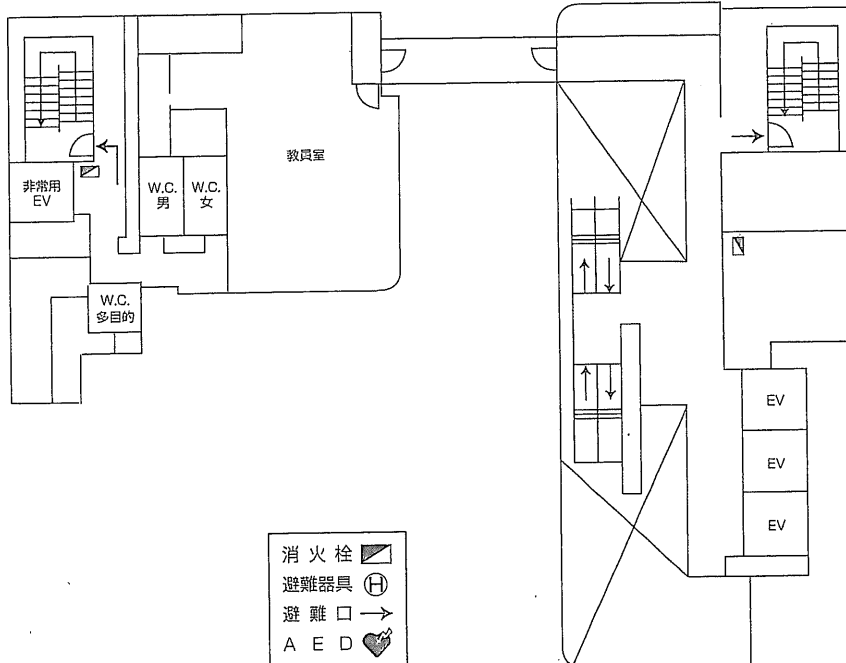 非常用
EV
W.C.
男
W.C.
女
教員室
W.C.
多目的
EV
EV
EV
消火栓
避難器具 Ⓗ
避難口 →
AED